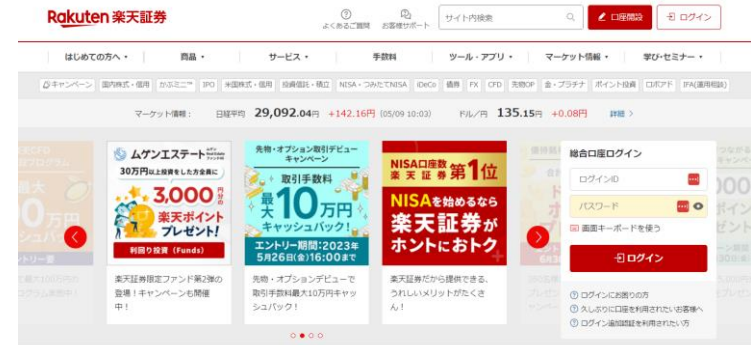 Rakuten 楽天証券
よくあるご質問
お客様サポート
サイト内検索
口座開設
ログイン
はじめての方へ
商品
サービス
手数料
ツール・アプリ
マーケット情報
学び・セミナー
キャンペーン
国内株式・信用
かぶミニ™
IPO
米国株式・信用
投資信託・積立
NISA・つみたてNISA
iDeCo
債券
FX
CFD
先物OP
金・プラチナ
ポイント投資
ロボアド
IFA(運用相談)
マーケット情報：
日経平均 29,092.04円 +142.16円 (05/09 10:03)
ドル/円 135.15円 +0.08円
詳細 >
ムゲンエステート
30万円以上投資をした方全員に
3,000円分の
楽天ポイント
プレゼント!
利回り投資 (Funds)
楽天証券限定ファンド第2弾の
登場！キャンペーンも開催
中！
先物・オプション取引デビュー
キャンペーン
取引手数料
最大10万円
キャッシュバック!
エントリー期間:2023年
5月26日(金)16:00まで
先物・オプションデビューで
取引手数料最大10万円キャッ
シュバック！
NISA口座数
楽天証券 第1位
NISAを始めるなら
楽天証券が
ホントにおトク
楽天証券だから提供できる、
うれしいメリットがたくさ
ん！
総合口座ログイン
ログインID
パスワード
画面キーボードを使う
ログイン
ログインにお困りの方
久しぶりに口座を利用されたいお客様へ
ログイン追加認証を利用されたい方